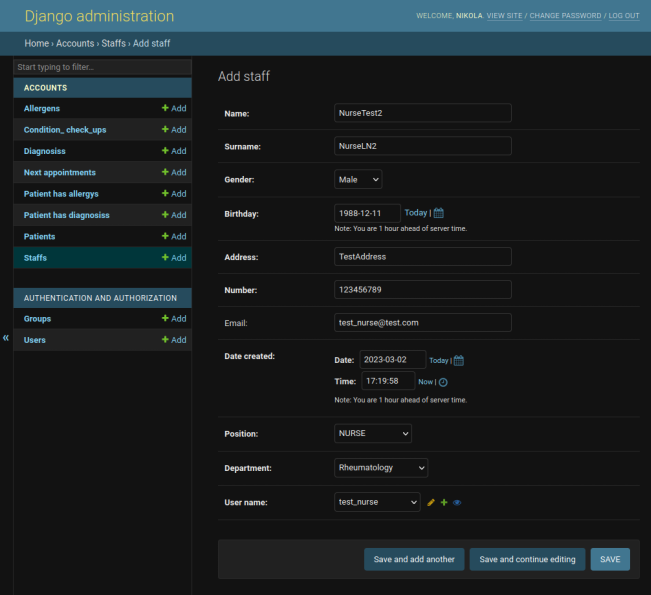 Django administration
WELCOME, NIKOLA. VIEW SITE / CHANGE PASSWORD / LOG OUT
Home › Accounts › Staffs › Add staff
Start typing to filter...
ACCOUNTS
Allergens + Add
Condition_ check_ups + Add
Diagnosiss + Add
Next appointments + Add
Patient has allergys + Add
Patient has diagnosiss + Add
Patients + Add
Staffs + Add
AUTHENTICATION AND AUTHORIZATION
Groups + Add
Users + Add
«
Add staff
Name: NurseTest2
Surname: NurseLN2
Gender: Male
Birthday: 1988-12-11 Today |
Note: You are 1 hour ahead of server time.
Address: TestAddress
Number: 123456789
Email: test_nurse@test.com
Date created: Date: 2023-03-02 Today |
Time: 17:19:58 Now |
Note: You are 1 hour ahead of server time.
Position: NURSE
Department: Rheumatology
User name: test_nurse
Save and add another Save and continue editing SAVE